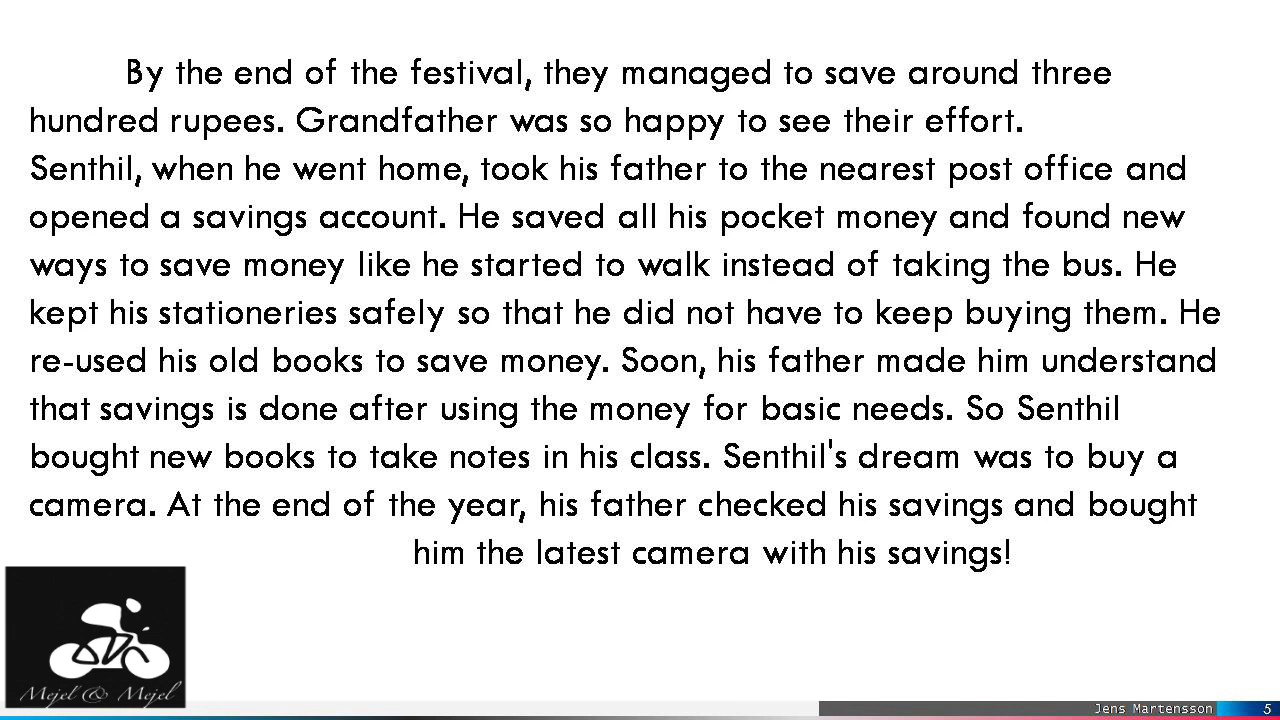 By the end of the festival, they managed to save around three
hundred rupees. Grandfather was so happy to see their effort.
Senthil, when he went home, took his father to the nearest post office and
opened a savings account. He saved all his pocket money and found new
ways to save money like he started to walk instead of taking the bus. He
kept his stationeries safely so that he did not have to keep buying them. He
re-used his old books to save money. Soon, his father made him understand
that savings is done after using the money for basic needs. So Senthil
bought new books to take notes in his class. Senthil's dream was to buy a
camera. At the end of the year, his father checked his savings and bought
him the latest camera with his savings!
Mejel & Mejel
Jens Martensson 5